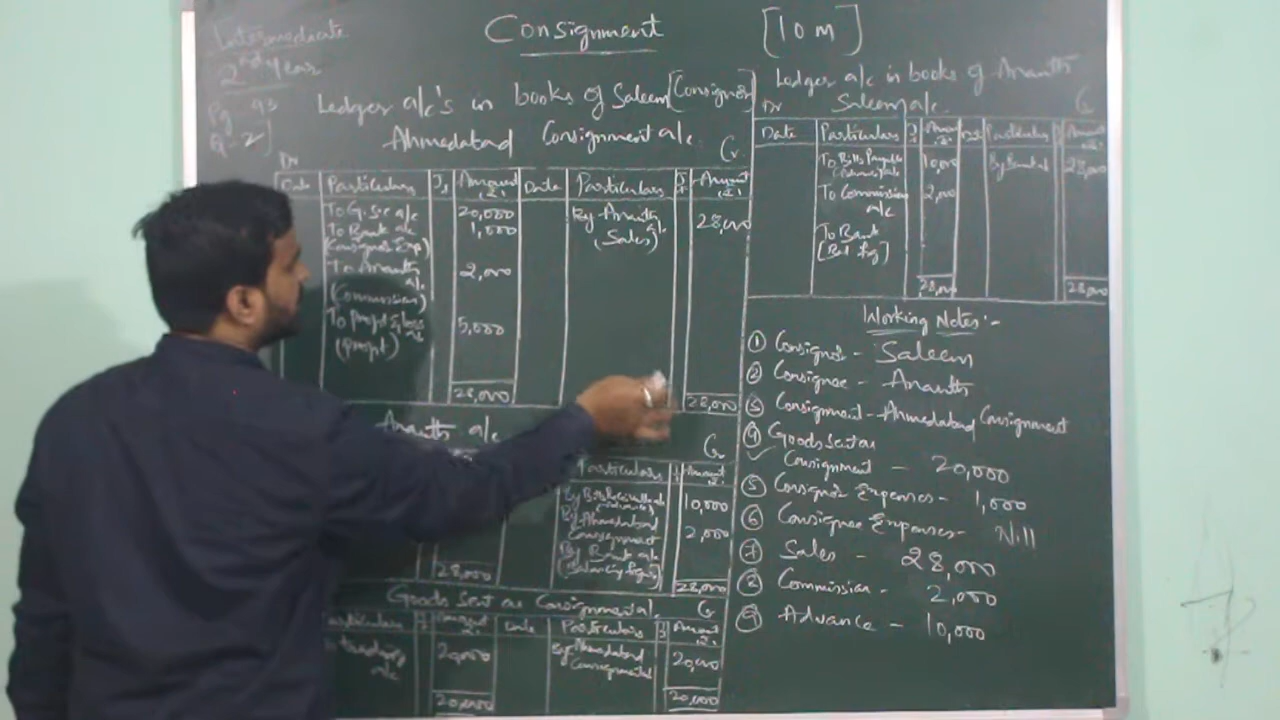 Intermediate
2nd year
Pg 93
Q-2]
Consignment [10 M]
Ledger a/c's in books of Saleem [Consignor]
Ahmedabad Consignment a/c
Dr Cr
Date Particulars Amount Date Particulars Amount
To G.S.C a/c 20,000 By Ananth a/c 28,000
To Bank a/c 1,000 (Sales)
(Consignor Exp)
To Ananth a/c 2,000
(Commission)
To profit & loss a/c 5,000
(profit)
28,000 28,000
Ananth a/c
Cr
Particulars Amount
By Bills Receivable a/c 10,000
(Advance)
By Ahmedabad 2,000
Consignment
By Bank a/c
(Balancing figure)
28,000 28,000
Goods Sent on Consignment a/c Cr
Particulars Amount Date Particulars Amount
trading a/c 20,000 By Ahmedabad 20,000
Consignment
20,000 20,000
Ledger a/c in books of Ananth
Dr Saleem a/c Cr
Date Particulars Amount Particulars Amount
To Bills Payable 10,000 28,000
To Commission 2,000
a/c
To Bank
[Bal. fig]
28,000 28,000
Working Notes:-
① Consignor - Saleem
② Consignee - Ananth
③ Consignment - Ahmedabad Consignment
④ Goods sent on
Consignment - 20,000
⑤ Consignor Expenses - 1,000
⑥ Consignee Expenses - Nill
⑦ Sales - 28,000
⑧ Commission - 2,000
⑨ Advance - 10,000